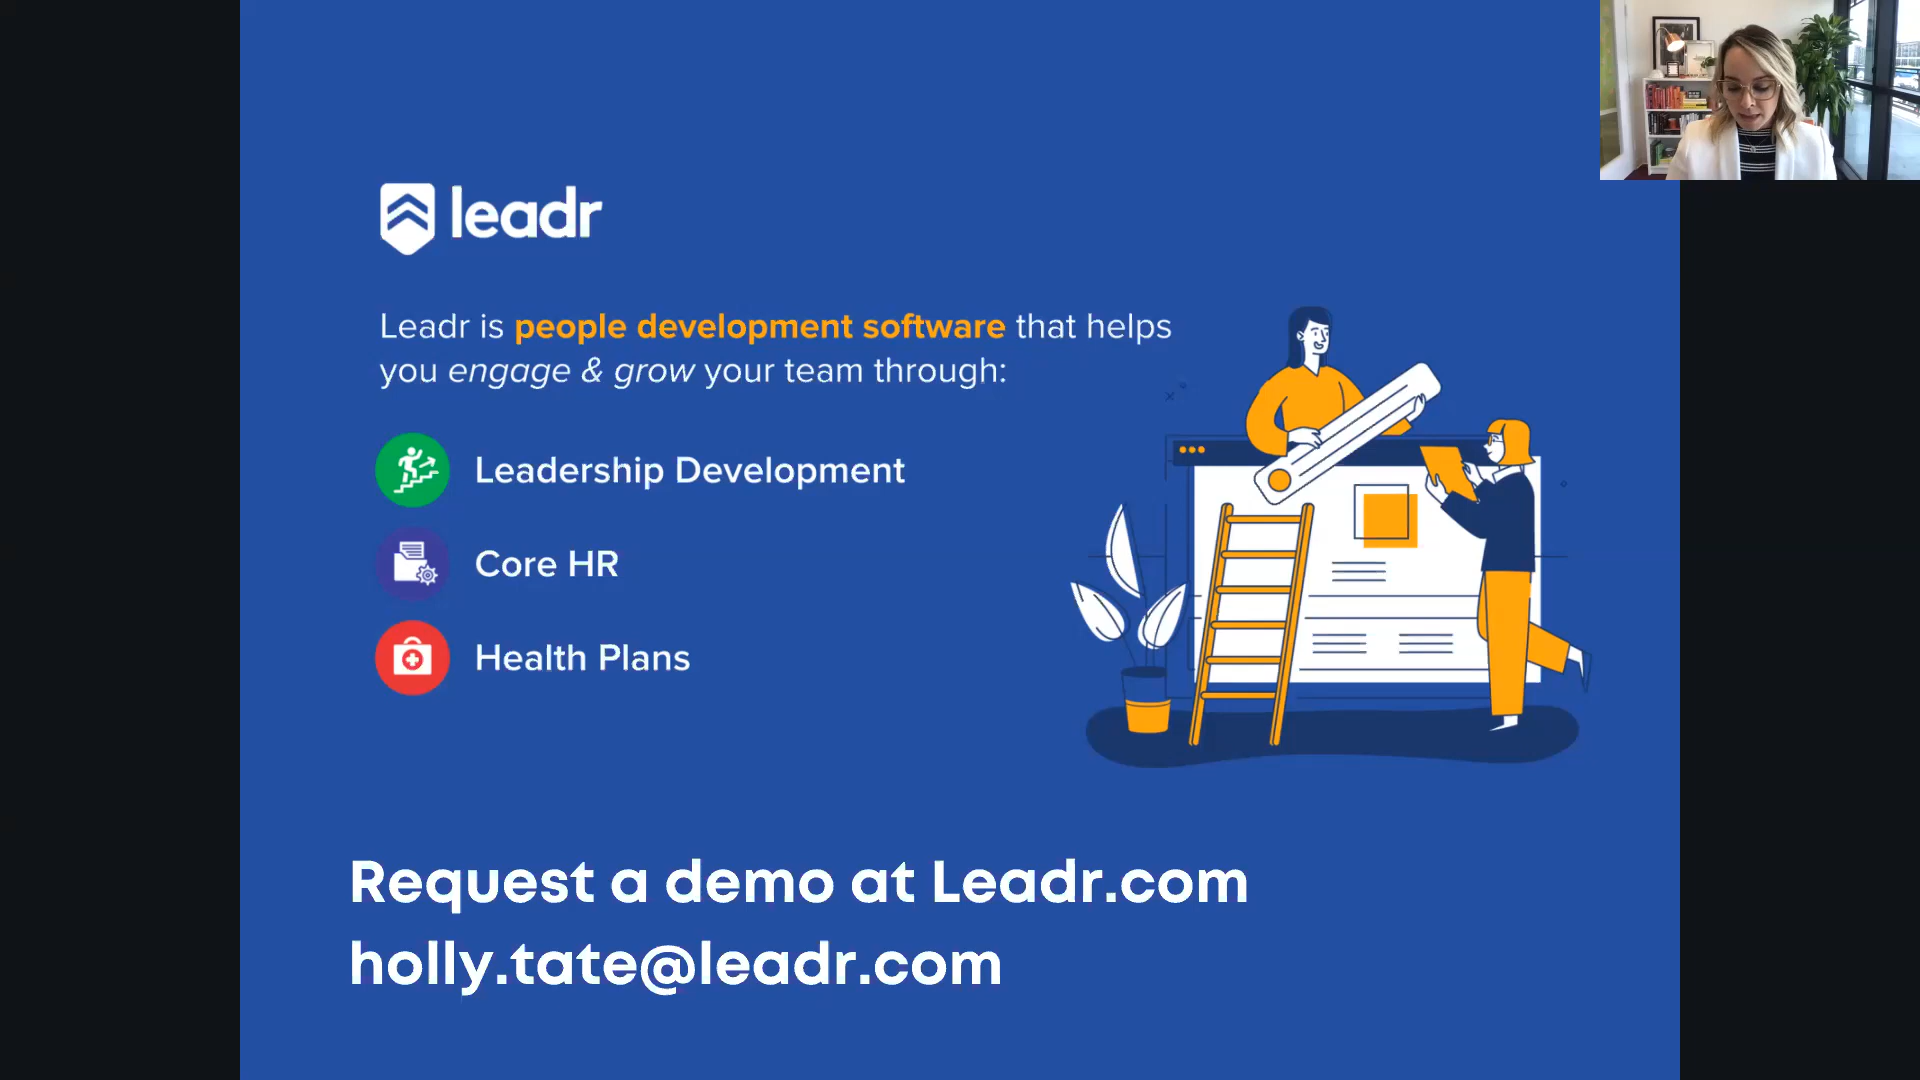 leadr
Leadr is people development software that helps
you engage & grow your team through:
Leadership Development
Core HR
Health Plans
Request a demo at Leadr.com
holly.tate@leadr.com